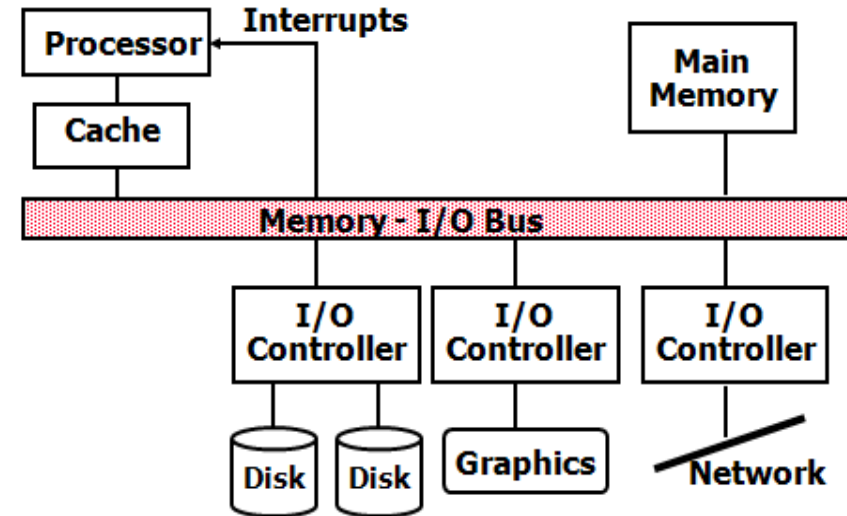 Interrupts
Processor
Main
Memory
Cache
Memory - I/O Bus
I/O
Controller
I/O
Controller
I/O
Controller
Disk
Disk
Graphics
Network